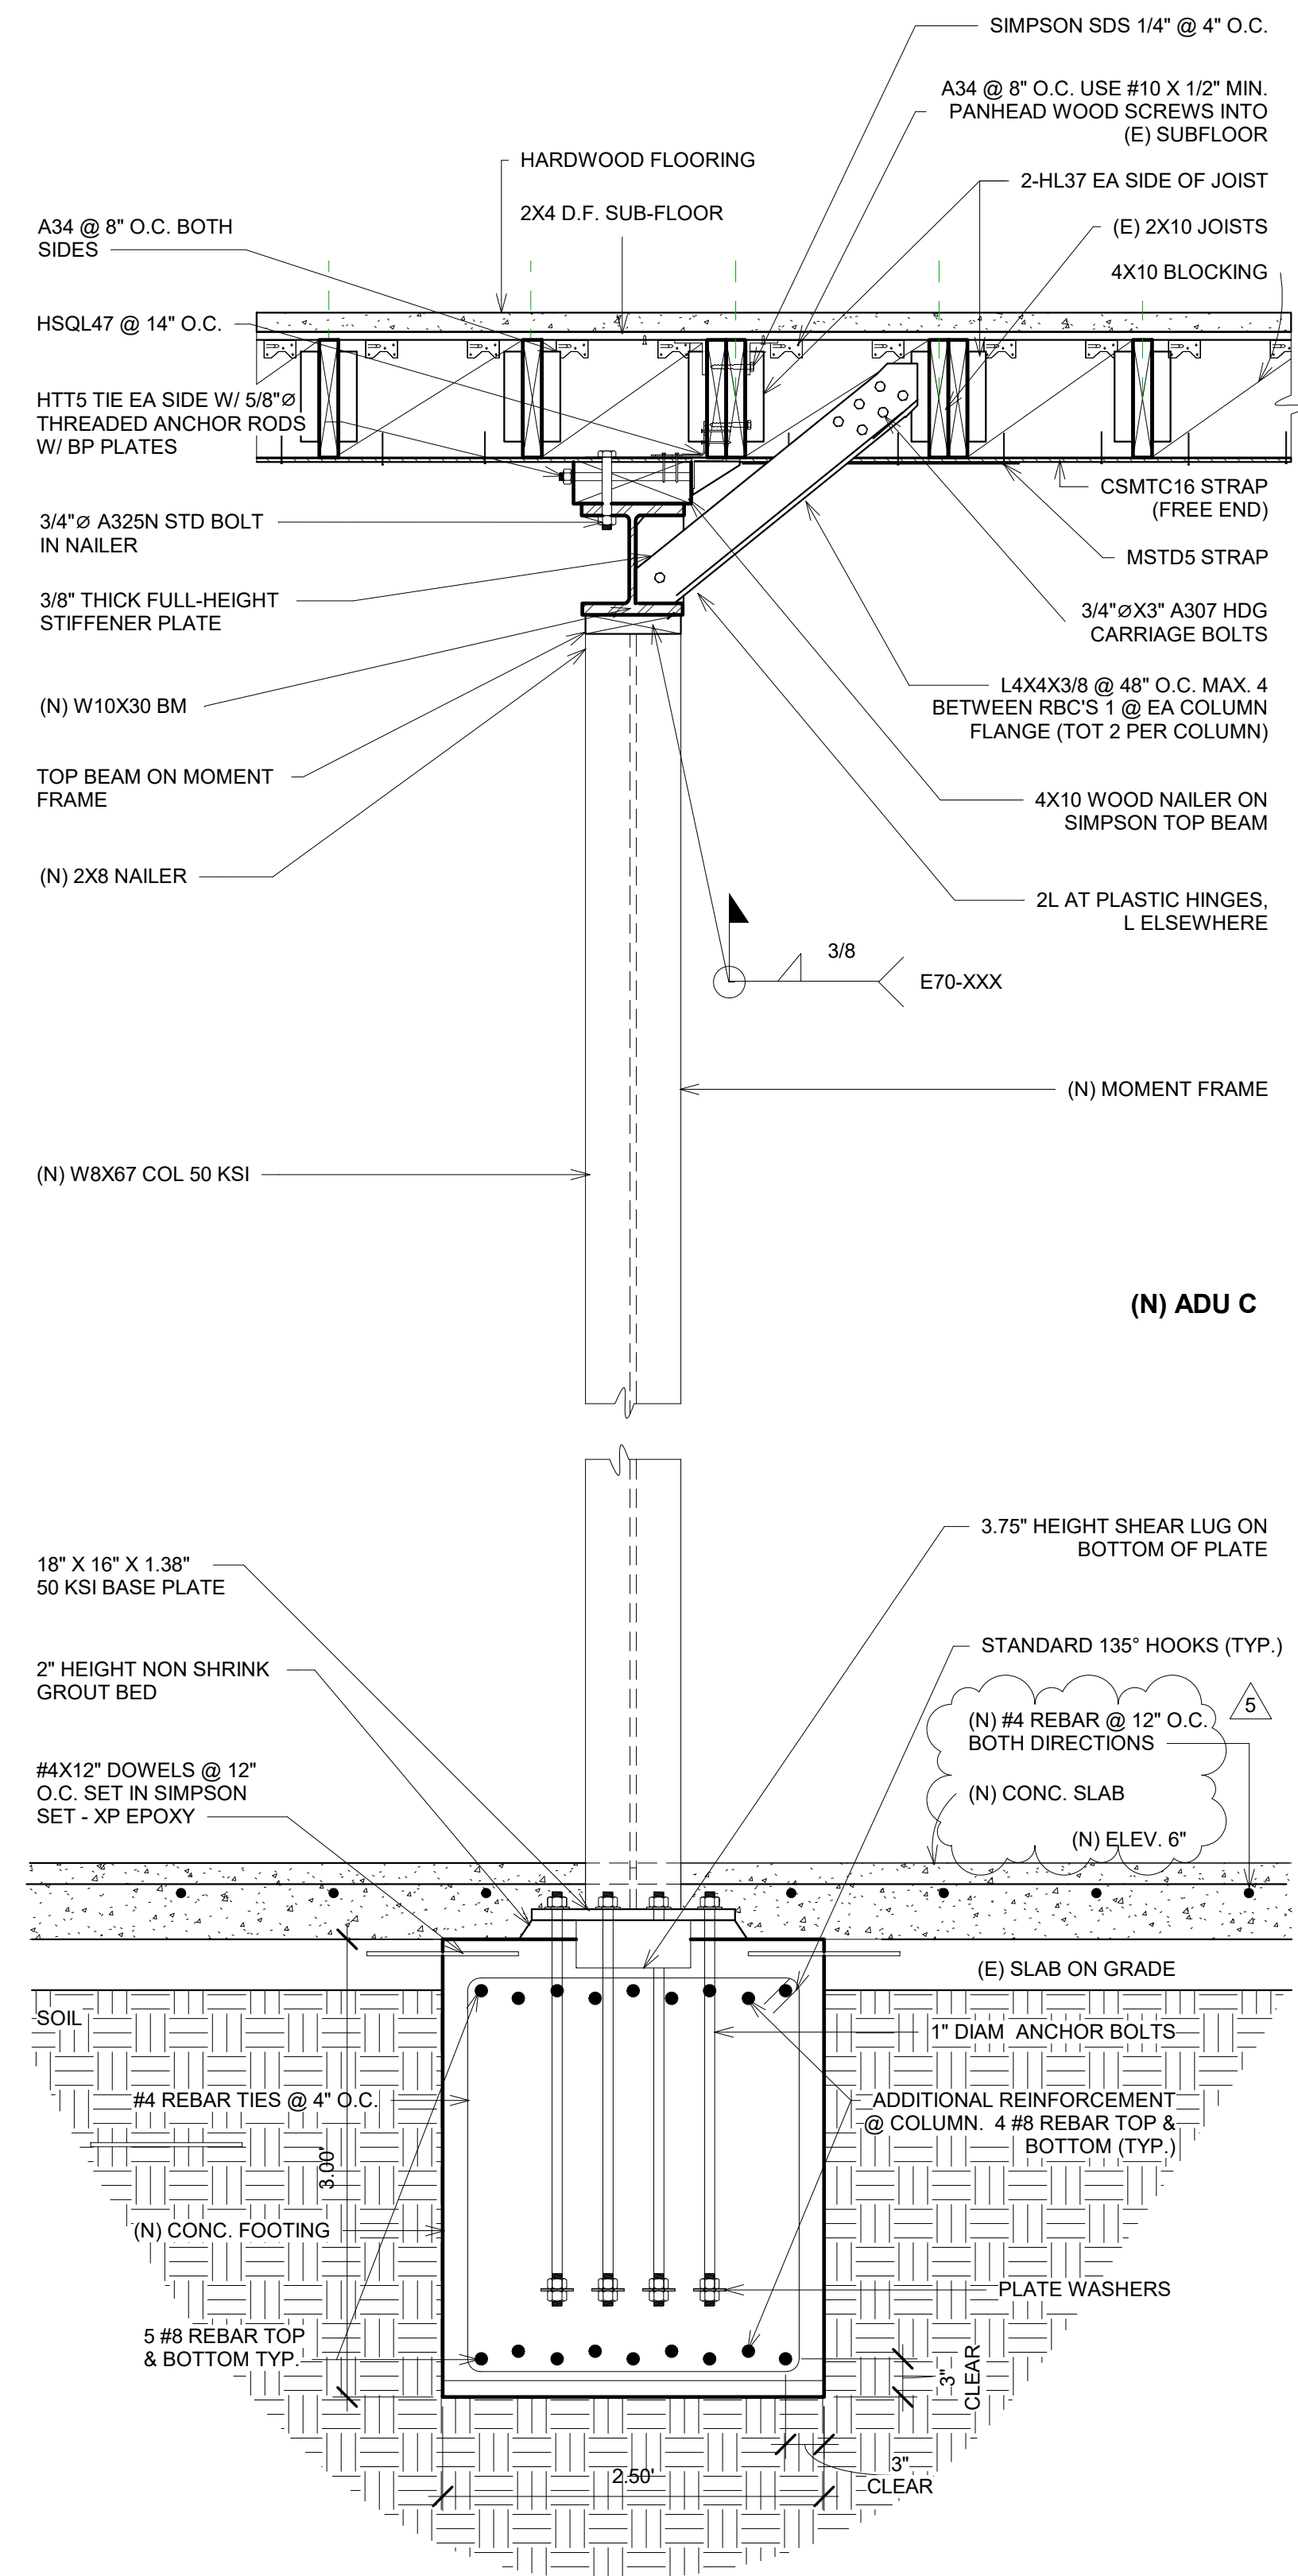 SIMPSON SDS 1/4" @ 4" O.C.
A34 @ 8" O.C. USE #10 X 1/2" MIN.
PANHEAD WOOD SCREWS INTO
(E) SUBFLOOR
HARDWOOD FLOORING
2-HL37 EA SIDE OF JOIST
2X4 D.F. SUB-FLOOR
A34 @ 8" O.C. BOTH
SIDES
(E) 2X10 JOISTS
4X10 BLOCKING
HSQL47 @ 14" O.C.
HTT5 TIE EA SIDE W/ 5/8"Ø
THREADED ANCHOR RODS
W/ BP PLATES
CSMTC16 STRAP
(FREE END)
3/4"Ø A325N STD BOLT
IN NAILER
MSTD5 STRAP
3/8" THICK FULL-HEIGHT
STIFFENER PLATE
3/4"ØX3" A307 HDG
CARRIAGE BOLTS
(N) W10X30 BM
L4X4X3/8 @ 48" O.C. MAX. 4
BETWEEN RBC'S 1 @ EA COLUMN
FLANGE (TOT 2 PER COLUMN)
TOP BEAM ON MOMENT
FRAME
4X10 WOOD NAILER ON
SIMPSON TOP BEAM
(N) 2X8 NAILER
2L AT PLASTIC HINGES,
L ELSEWHERE
3/8
E70-XXX
(N) MOMENT FRAME
(N) W8X67 COL 50 KSI
(N) ADU C
3.75" HEIGHT SHEAR LUG ON
BOTTOM OF PLATE
18" X 16" X 1.38"
50 KSI BASE PLATE
STANDARD 135° HOOKS (TYP.)
2" HEIGHT NON SHRINK
GROUT BED
5
(N) #4 REBAR @ 12" O.C.
BOTH DIRECTIONS
#4X12" DOWELS @ 12"
O.C. SET IN SIMPSON
SET - XP EPOXY
(N) CONC. SLAB
(N) ELEV. 6"
(E) SLAB ON GRADE
SOIL
1" DIAM ANCHOR BOLTS
#4 REBAR TIES @ 4" O.C.
ADDITIONAL REINFORCEMENT
@ COLUMN. 4 #8 REBAR TOP &
BOTTOM (TYP.)
3.00'
(N) CONC. FOOTING
PLATE WASHERS
5 #8 REBAR TOP
& BOTTOM TYP.
3"
CLEAR
3"
CLEAR
2.50'